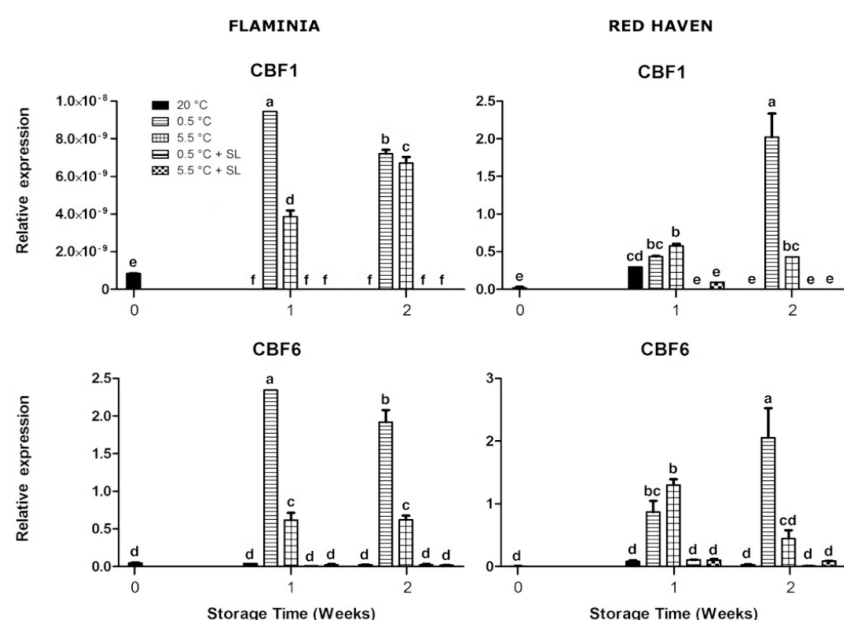 FLAMINIA
RED HAVEN
CBF1
Relative expression
1.0×10⁻⁸
8.0×10⁻⁹
6.0×10⁻⁹
4.0×10⁻⁹
2.0×10⁻⁹
0
20 °C
0.5 °C
5.5 °C
0.5 °C + SL
5.5 °C + SL
e
f
a
d
f
f
f
b
c
f
f
0
1
2
CBF1
2.5
2.0
1.5
1.0
0.5
0.0
e
cd
bc
b
e
e
e
a
bc
e
e
0
1
2
CBF6
Relative expression
2.5
2.0
1.5
1.0
0.5
0.0
d
d
a
c
d
d
d
b
c
d
d
0
1
2
Storage Time (Weeks)
CBF6
3
2
1
0
d
d
bc
b
d
d
d
a
cd
d
d
0
1
2
Storage Time (Weeks)